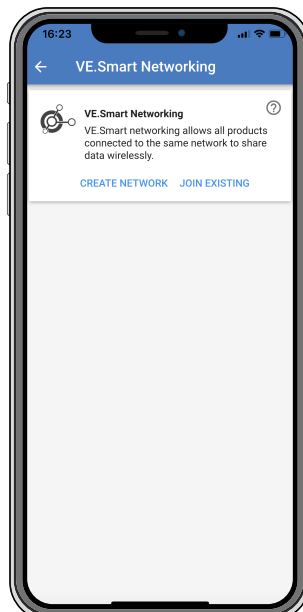 16:23
VE.Smart Networking
VE.Smart Networking
VE.Smart networking allows all products
connected to the same network to share
data wirelessly.
CREATE NETWORK JOIN EXISTING